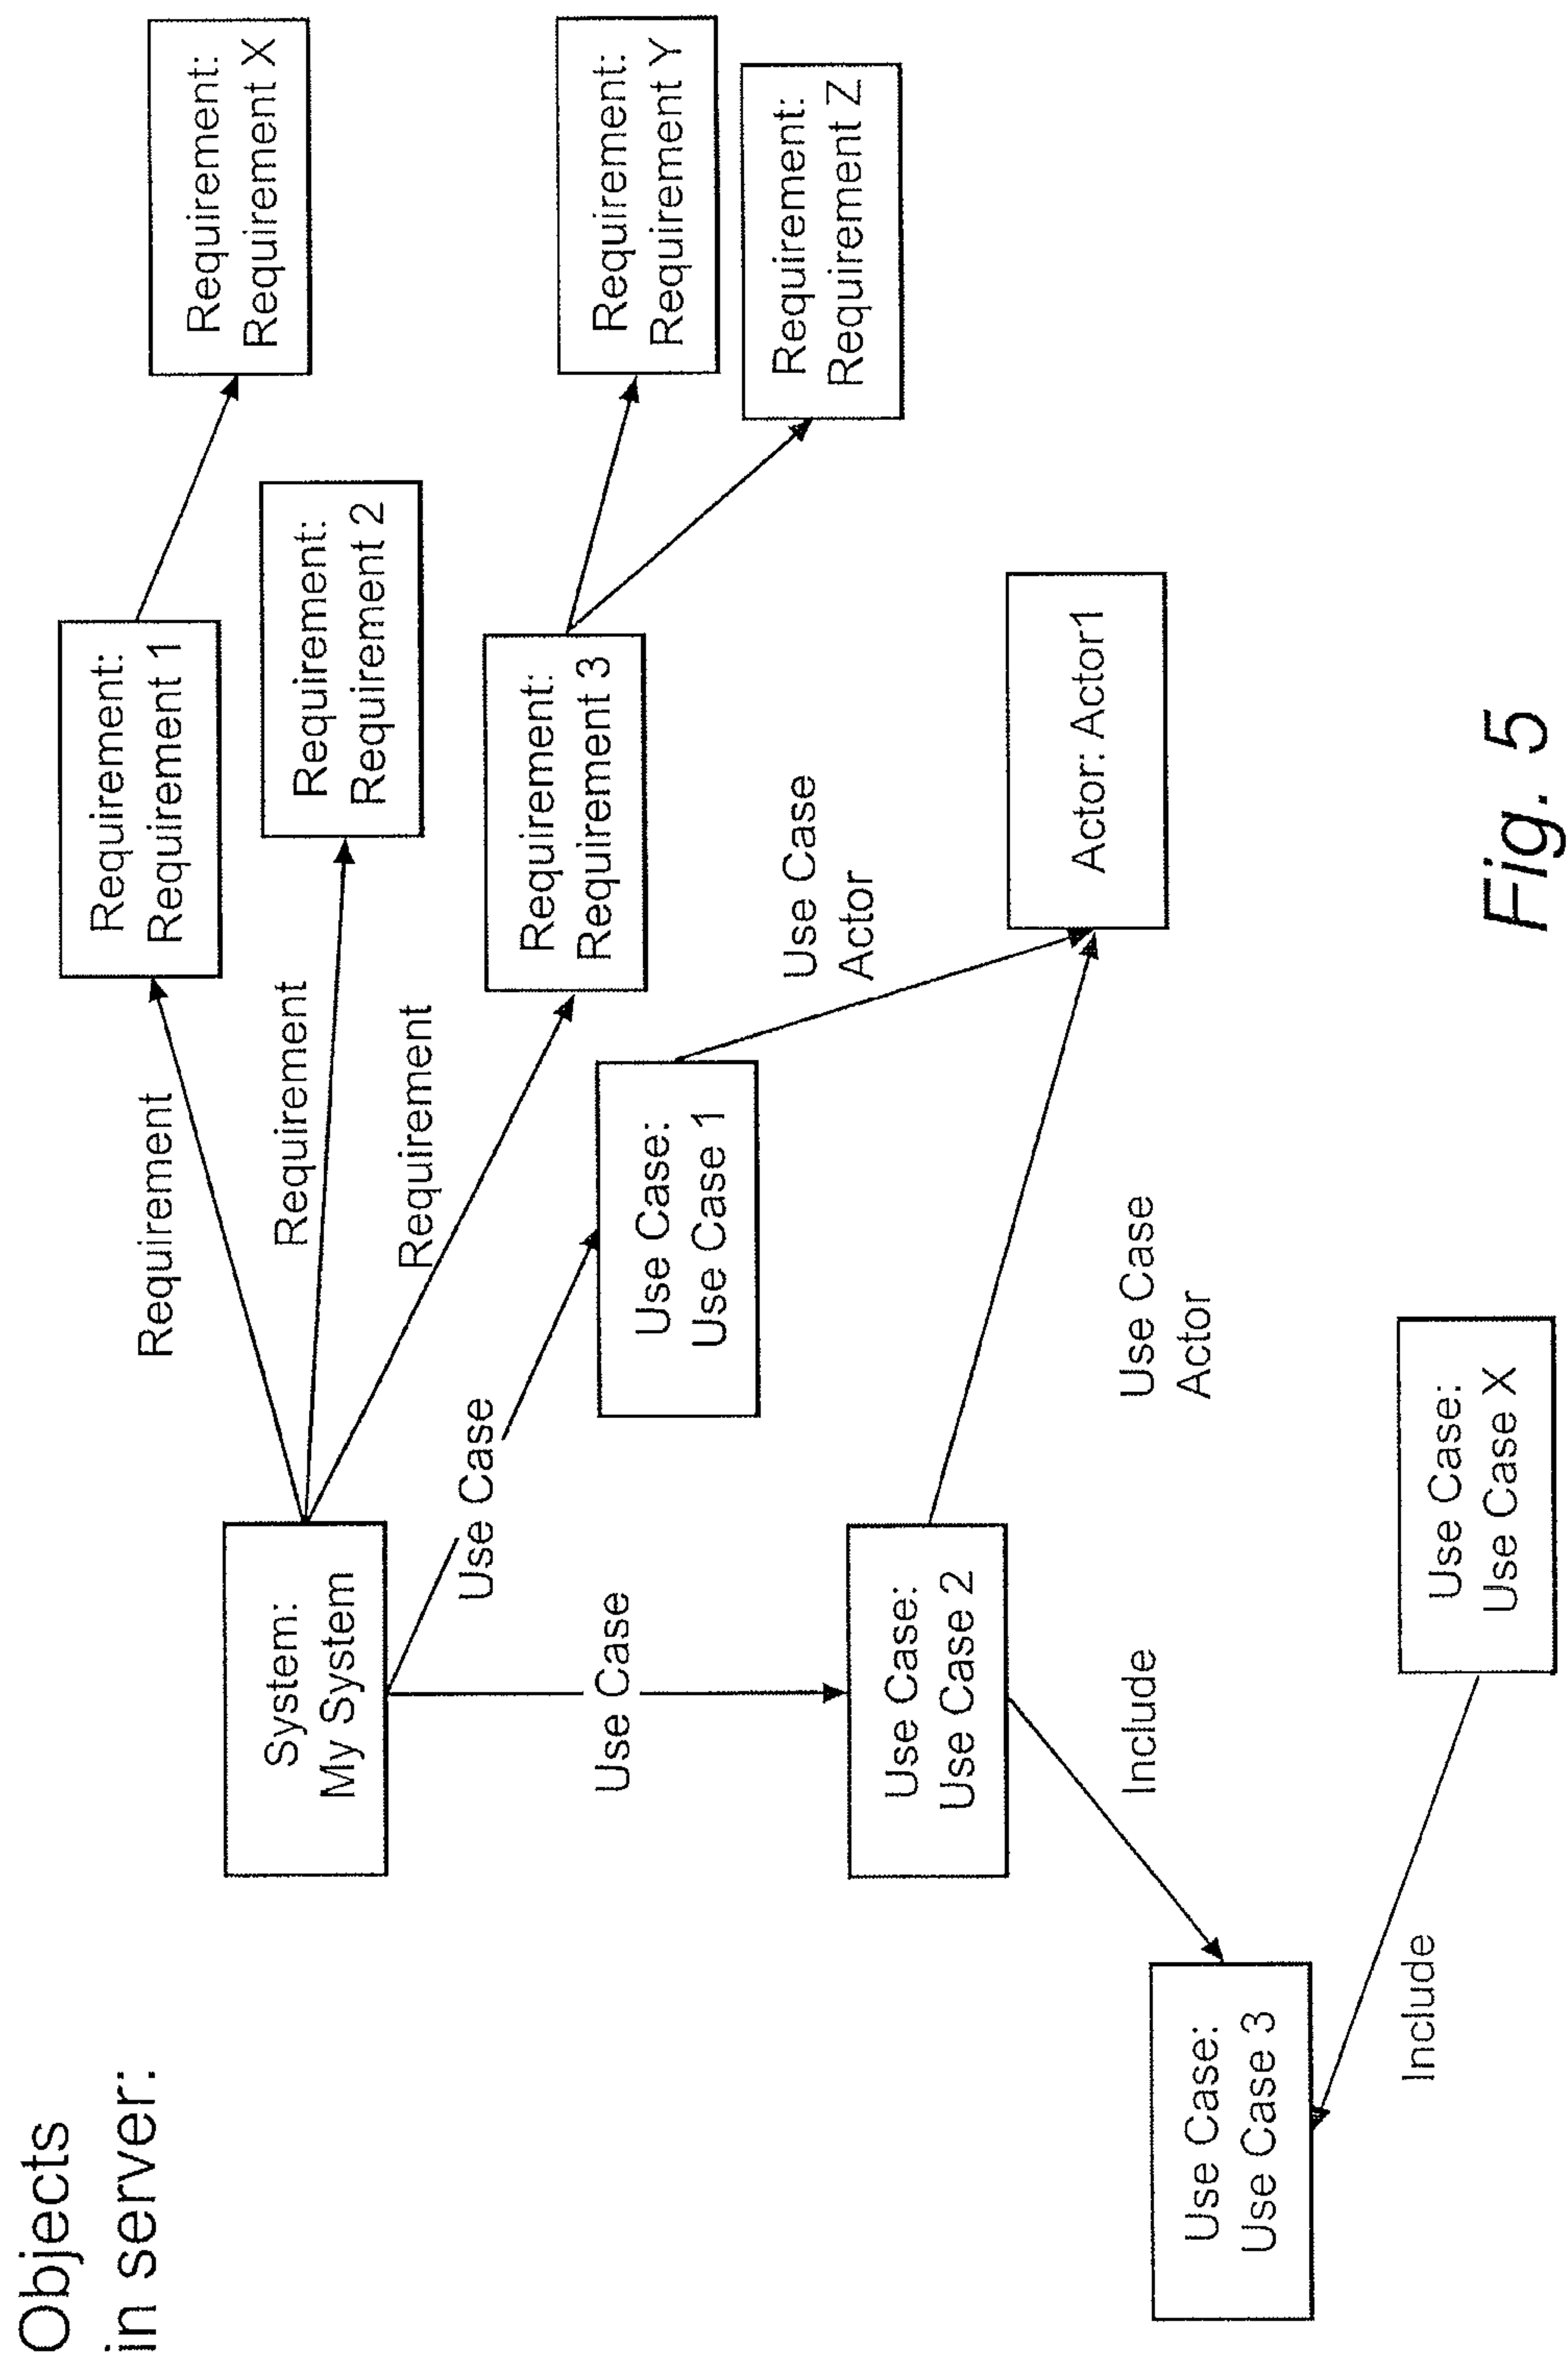 Objects
in server:
System:
My System
Requirement
Requirement
Requirement
Requirement:
Requirement 1
Requirement:
Requirement X
Requirement:
Requirement 2
Requirement:
Requirement 3
Requirement:
Requirement Y
Requirement:
Requirement Z
Use Case
Use Case:
Use Case 1
Use Case
Actor
Use Case
Use Case:
Use Case 2
Use Case
Actor
Actor: Actor1
Include
Use Case:
Use Case 3
Include
Use Case:
Use Case X
Fig. 5